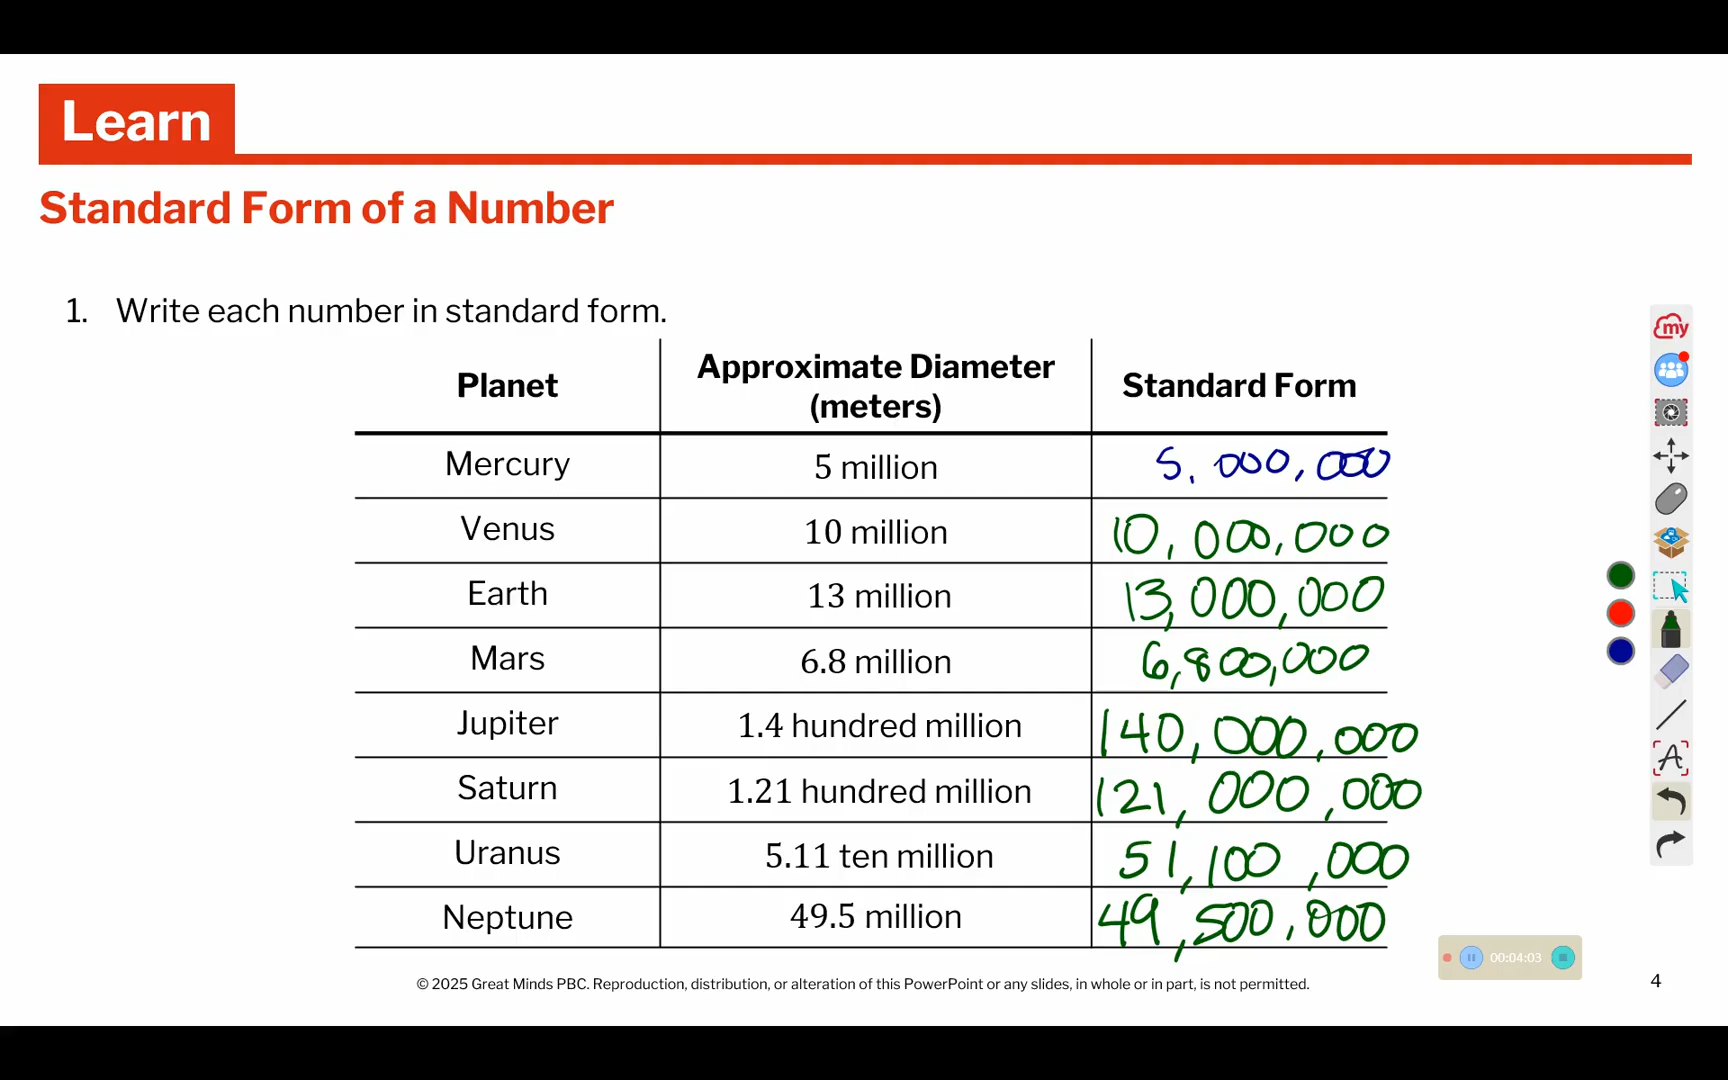 Learn
Standard Form of a Number
1. Write each number in standard form.
Planet Approximate Diameter (meters) Standard Form
Mercury 5 million 5,000,000
Venus 10 million 10,000,000
Earth 13 million 13,000,000
Mars 6.8 million 6,800,000
Jupiter 1.4 hundred million 140,000,000
Saturn 1.21 hundred million 121,000,000
Uranus 5.11 ten million 51,100,000
Neptune 49.5 million 49,500,000
© 2025 Great Minds PBC. Reproduction, distribution, or alteration of this PowerPoint or any slides, in whole or in part, is not permitted.
4
my
A
00:04:03